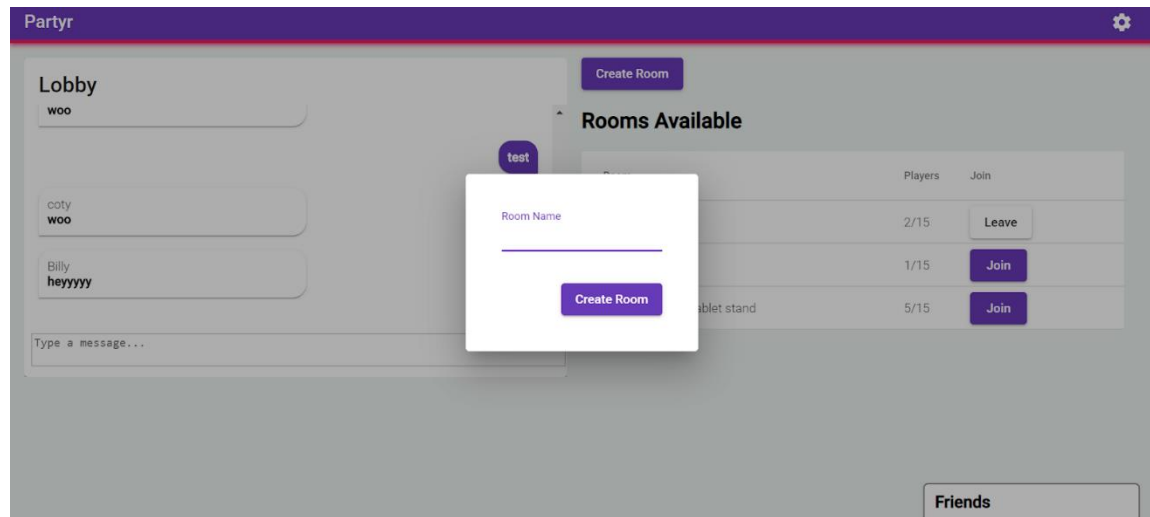 Partyr
Lobby
woo
test
coty
woo
Billy
heyyyyy
Type a message...
Create Room
Rooms Available
Players Join
2/15 Leave
1/15 Join
stand 5/15 Join
Room Name
Create Room
Friends